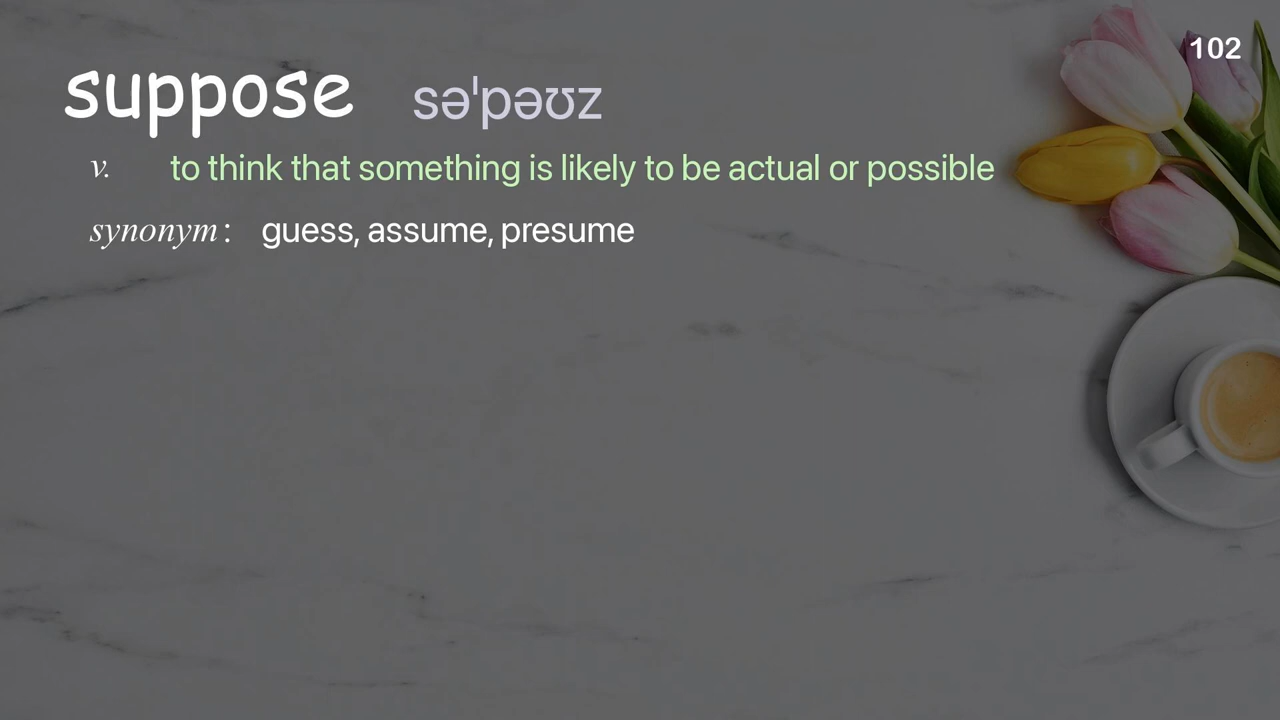 102
suppose səˈpəʊz
v. to think that something is likely to be actual or possible
synonym : guess, assume, presume